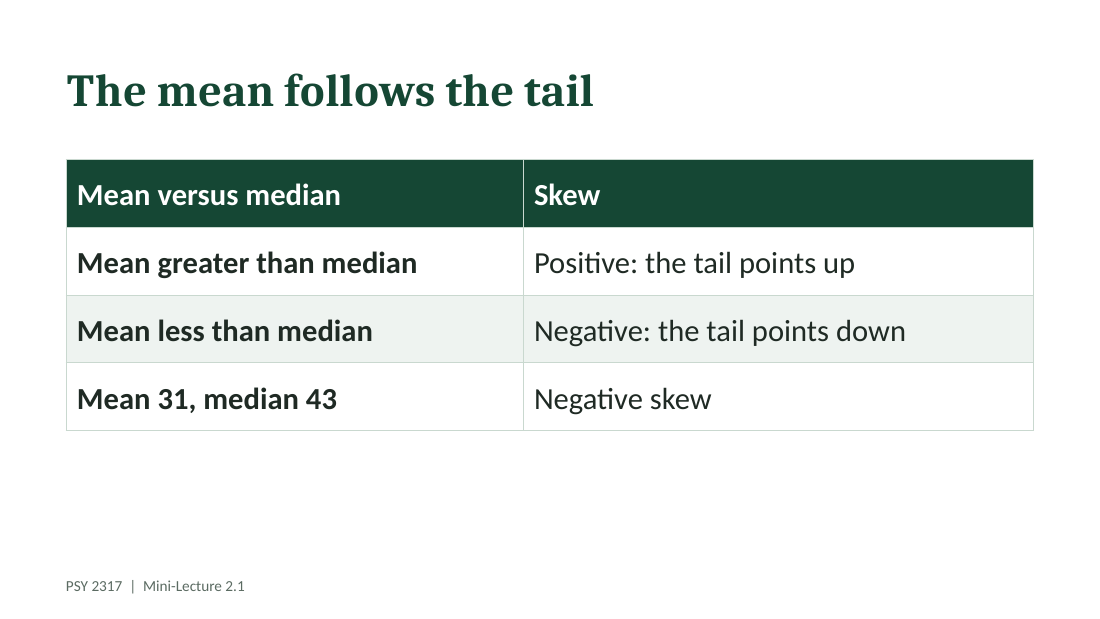 The mean follows the tail
Mean versus median
Skew
Mean greater than median
Positive: the tail points up
Mean less than median
Negative: the tail points down
Mean 31, median 43
Negative skew
PSY 2317 | Mini-Lecture 2.1